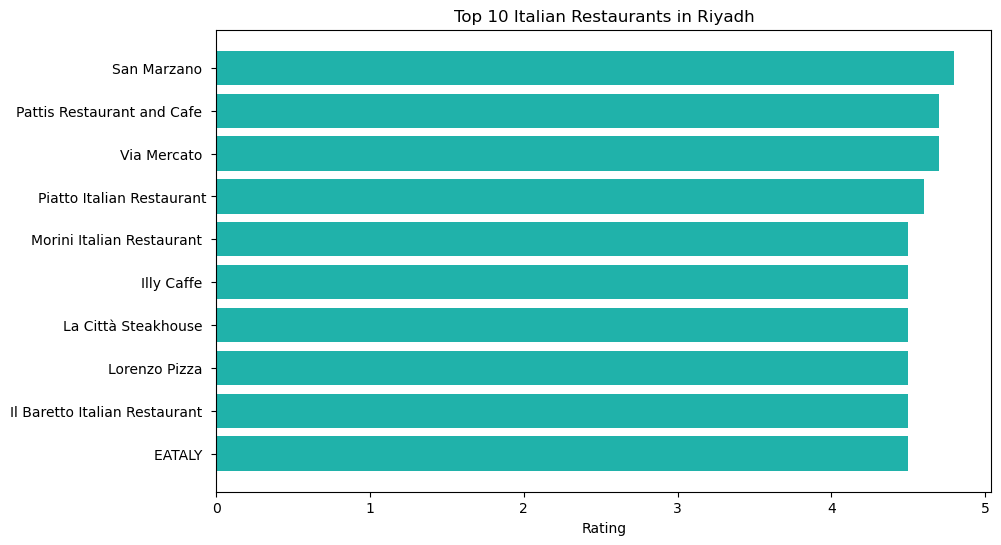 Top 10 Italian Restaurants in Riyadh
San Marzano
Pattis Restaurant and Cafe
Via Mercato
Piatto Italian Restaurant
Morini Italian Restaurant
Illy Caffe
La Città Steakhouse
Lorenzo Pizza
Il Baretto Italian Restaurant
EATALY
0 1 2 3 4 5
Rating